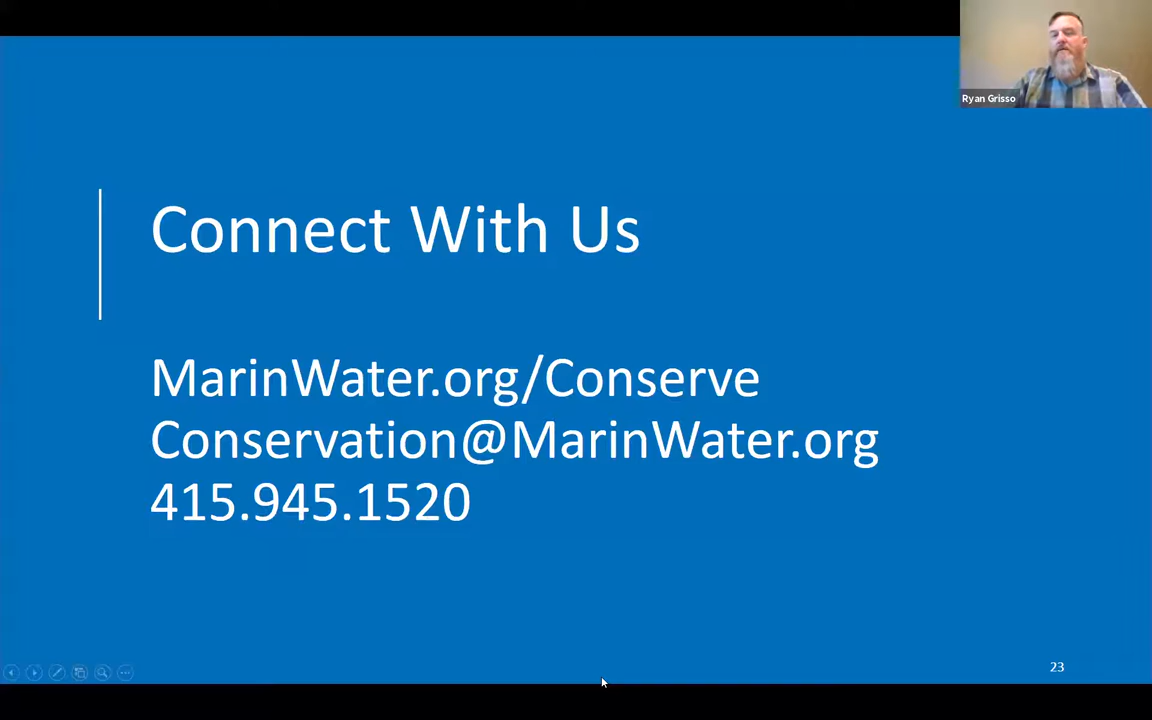 Ryan Grisso
Connect With Us
MarinWater.org/Conserve
Conservation@MarinWater.org
415.945.1520
23